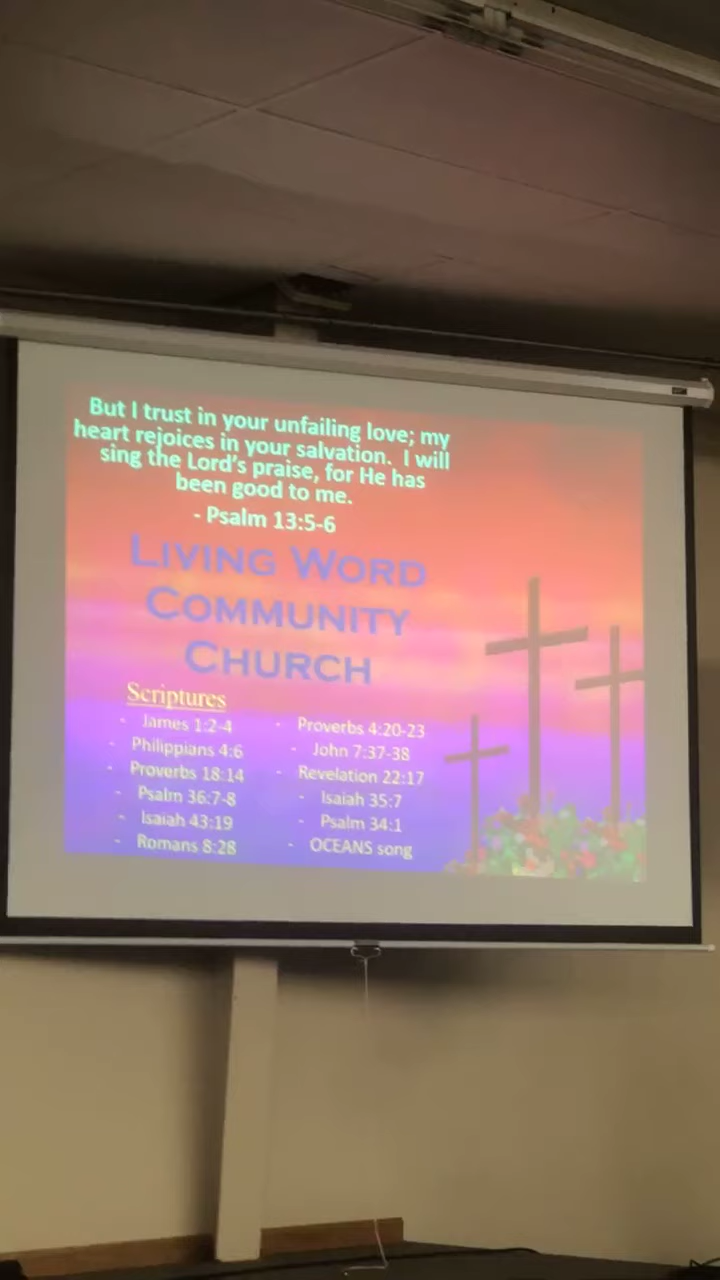 But I trust in your unfailing love; my
heart rejoices in your salvation. I will
sing the Lord's praise, for He has
been good to me.
- Psalm 13:5-6
LIVING WORD
COMMUNITY
CHURCH
Scriptures
- James 1:2-4
- Philippians 4:6
- Proverbs 18:14
- Psalm 36:7-8
- Isaiah 43:19
- Romans 8:28
- Proverbs 4:20-23
- John 7:37-38
- Revelation 22:17
- Isaiah 35:7
- Psalm 34:1
- OCEANS song